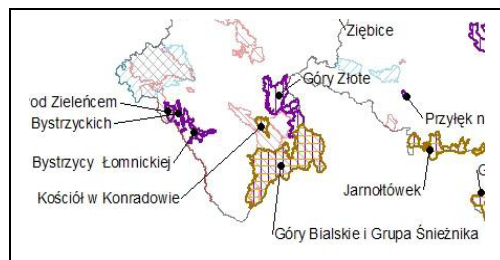 Ziębice
Góry Złote
od Zieleńcem
Bystrzyckich
Przyłęk n
Bystrzycy Łomnickiej
Kościół w Konradowie
Jarnołtówek
G
Góry Bialskie i Grupa Śnieżnika